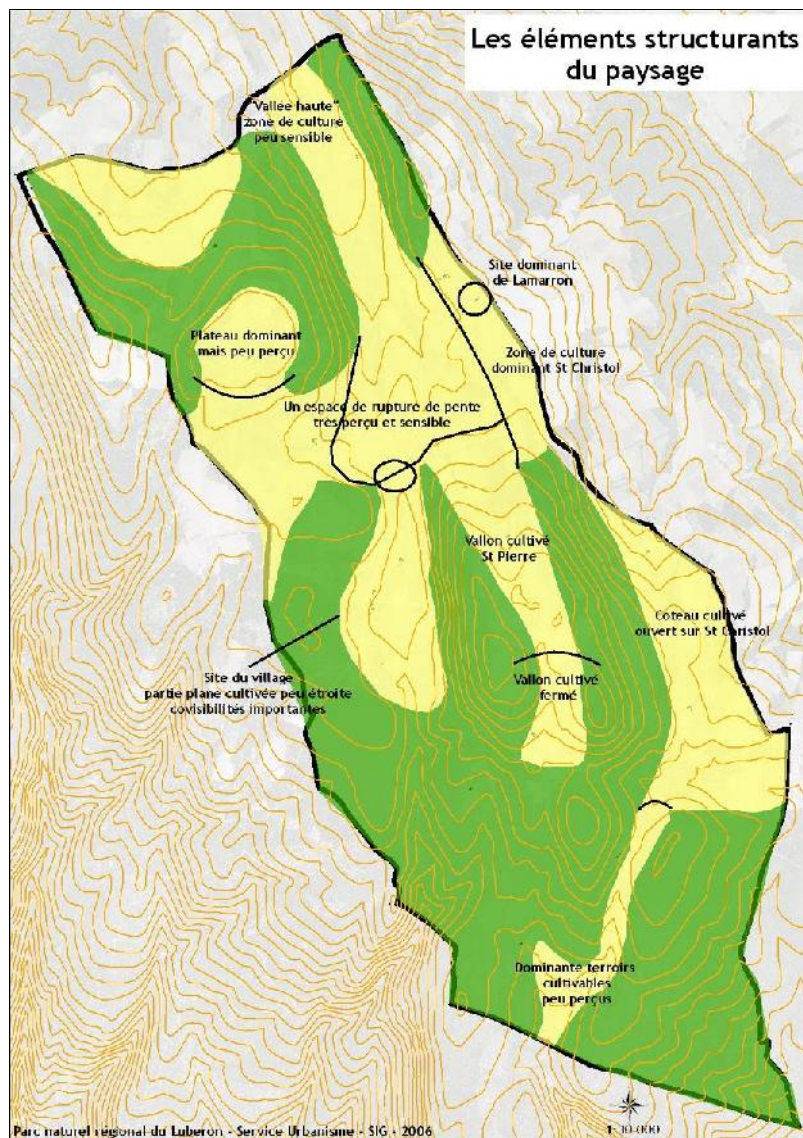 Les éléments structurants
du paysage
"Vallée haute"
zone de culture
peu sensible
Site dominant
de Lamarron
Plateau dominant
mais peu perçu
Zone de culture
dominant St Christol
Un espace de rupture de pente
très perçu et sensible
Vallon cultivé
St Pierre
Coteau cultivé
ouvert sur St Christol
Site du village
partie plane cultivée peu étroite
covisibilités importantes
Vallon cultivé
fermé
Dominante terroirs
cultivables
peu perçus
Parc naturel régional du Luberon - Service Urbanisme - SIG - 2006
1:30 000